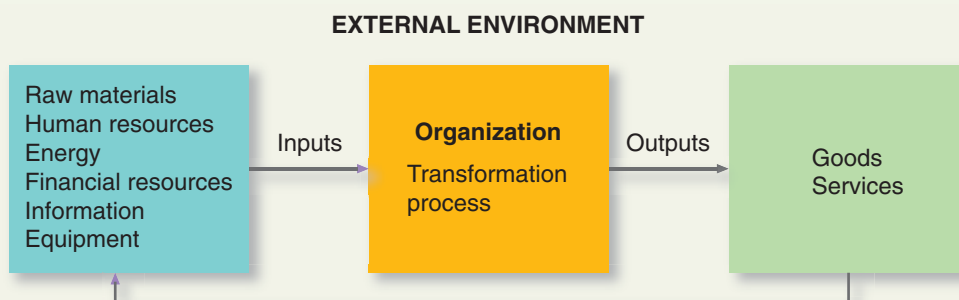 EXTERNAL ENVIRONMENT
Raw materials
Human resources
Energy
Financial resources
Information
Equipment
Inputs
Organization
Transformation
process
Outputs
Goods
Services